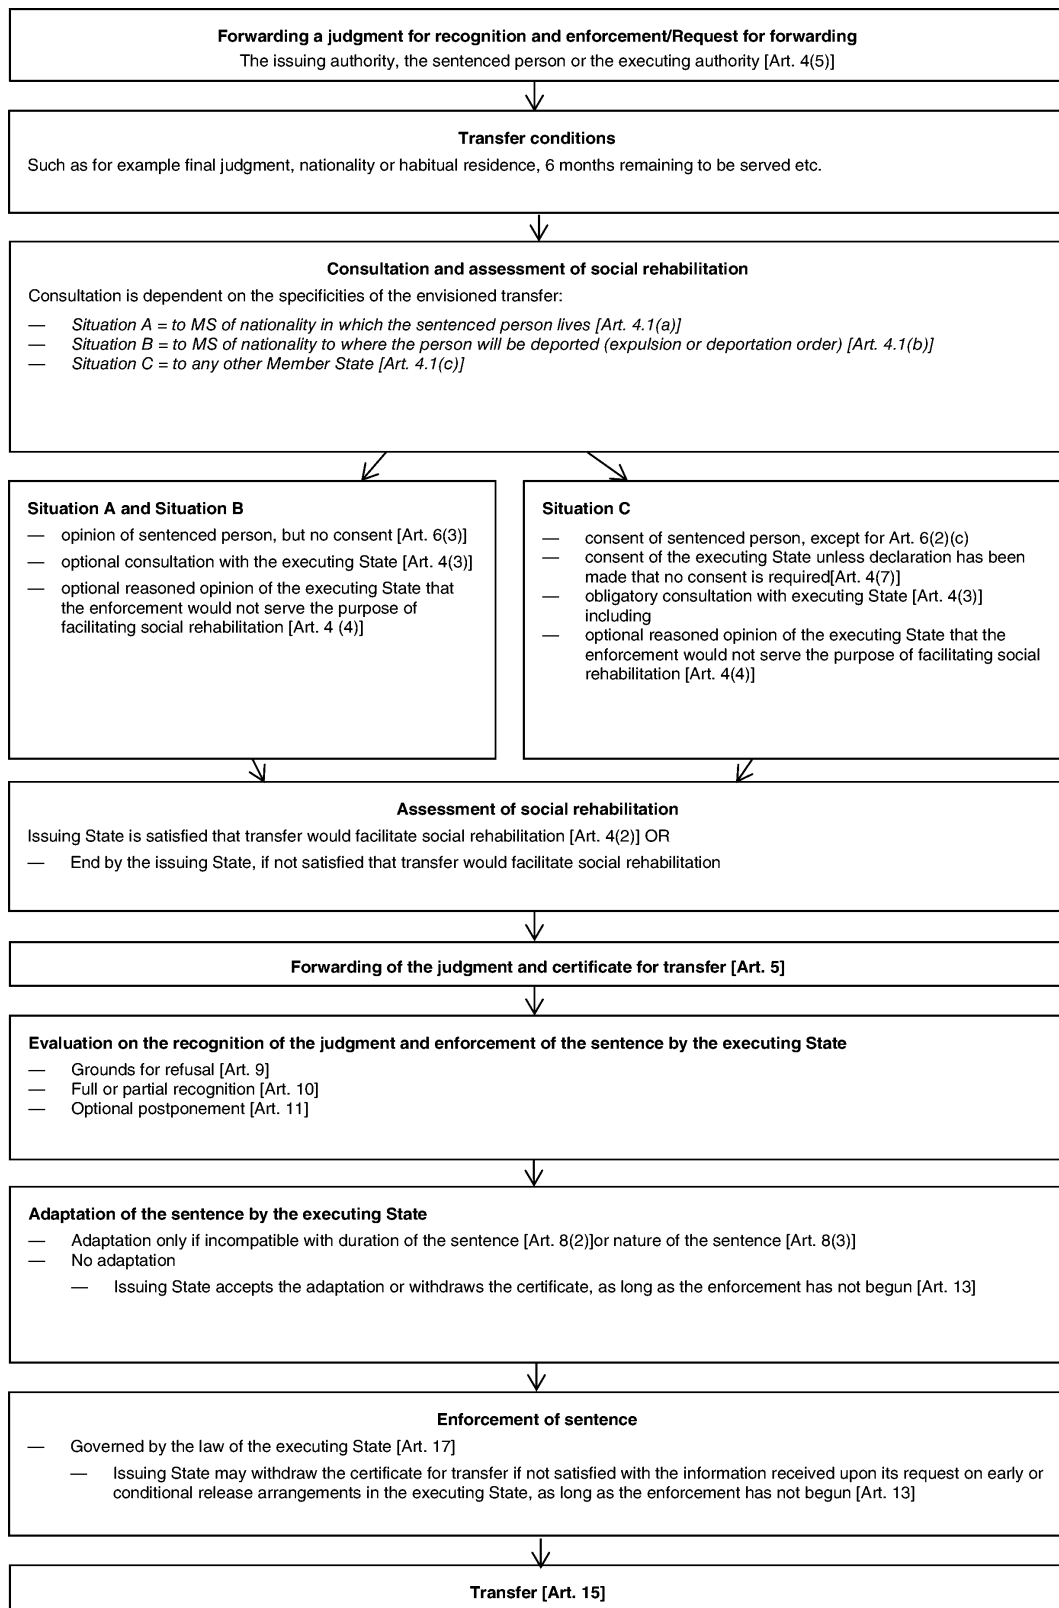 Forwarding a judgment for recognition and enforcement/Request for forwarding
The issuing authority, the sentenced person or the executing authority [Art. 4(5)]
Transfer conditions
Such as for example final judgment, nationality or habitual residence, 6 months remaining to be served etc.
Consultation and assessment of social rehabilitation
Consultation is dependent on the specificities of the envisioned transfer:
— Situation A = to MS of nationality in which the sentenced person lives [Art. 4.1(a)]
— Situation B = to MS of nationality to where the person will be deported (expulsion or deportation order) [Art. 4.1(b)]
— Situation C = to any other Member State [Art. 4.1(c)]
Situation A and Situation B
— opinion of sentenced person, but no consent [Art. 6(3)]
— optional consultation with the executing State [Art. 4(3)]
— optional reasoned opinion of the executing State that
the enforcement would not serve the purpose of
facilitating social rehabilitation [Art. 4 (4)]
Situation C
— consent of sentenced person, except for Art. 6(2)(c)
— consent of the executing State unless declaration has been
made that no consent is required[Art. 4(7)]
— obligatory consultation with executing State [Art. 4(3)]
including
— optional reasoned opinion of the executing State that the
enforcement would not serve the purpose of facilitating social
rehabilitation [Art. 4(4)]
Assessment of social rehabilitation
Issuing State is satisfied that transfer would facilitate social rehabilitation [Art. 4(2)] OR
— End by the issuing State, if not satisfied that transfer would facilitate social rehabilitation
Forwarding of the judgment and certificate for transfer [Art. 5]
Evaluation on the recognition of the judgment and enforcement of the sentence by the executing State
— Grounds for refusal [Art. 9]
— Full or partial recognition [Art. 10]
— Optional postponement [Art. 11]
Adaptation of the sentence by the executing State
— Adaptation only if incompatible with duration of the sentence [Art. 8(2)]or nature of the sentence [Art. 8(3)]
— No adaptation
— Issuing State accepts the adaptation or withdraws the certificate, as long as the enforcement has not begun [Art. 13]
Enforcement of sentence
— Governed by the law of the executing State [Art. 17]
— Issuing State may withdraw the certificate for transfer if not satisfied with the information received upon its request on early or
conditional release arrangements in the executing State, as long as the enforcement has not begun [Art. 13]
Transfer [Art. 15]